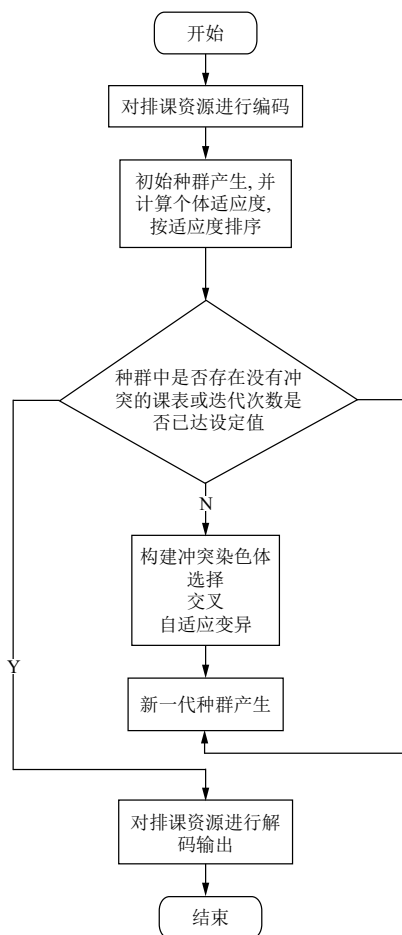 开始
对排课资源进行编码
初始种群产生, 并
计算个体适应度,
按适应度排序
种群中是否存在没有冲
突的课表或迭代次数是
否已达设定值
N
构建冲突染色体
选择
交叉
自适应变异
Y
新一代种群产生
对排课资源进行解
码输出
结束